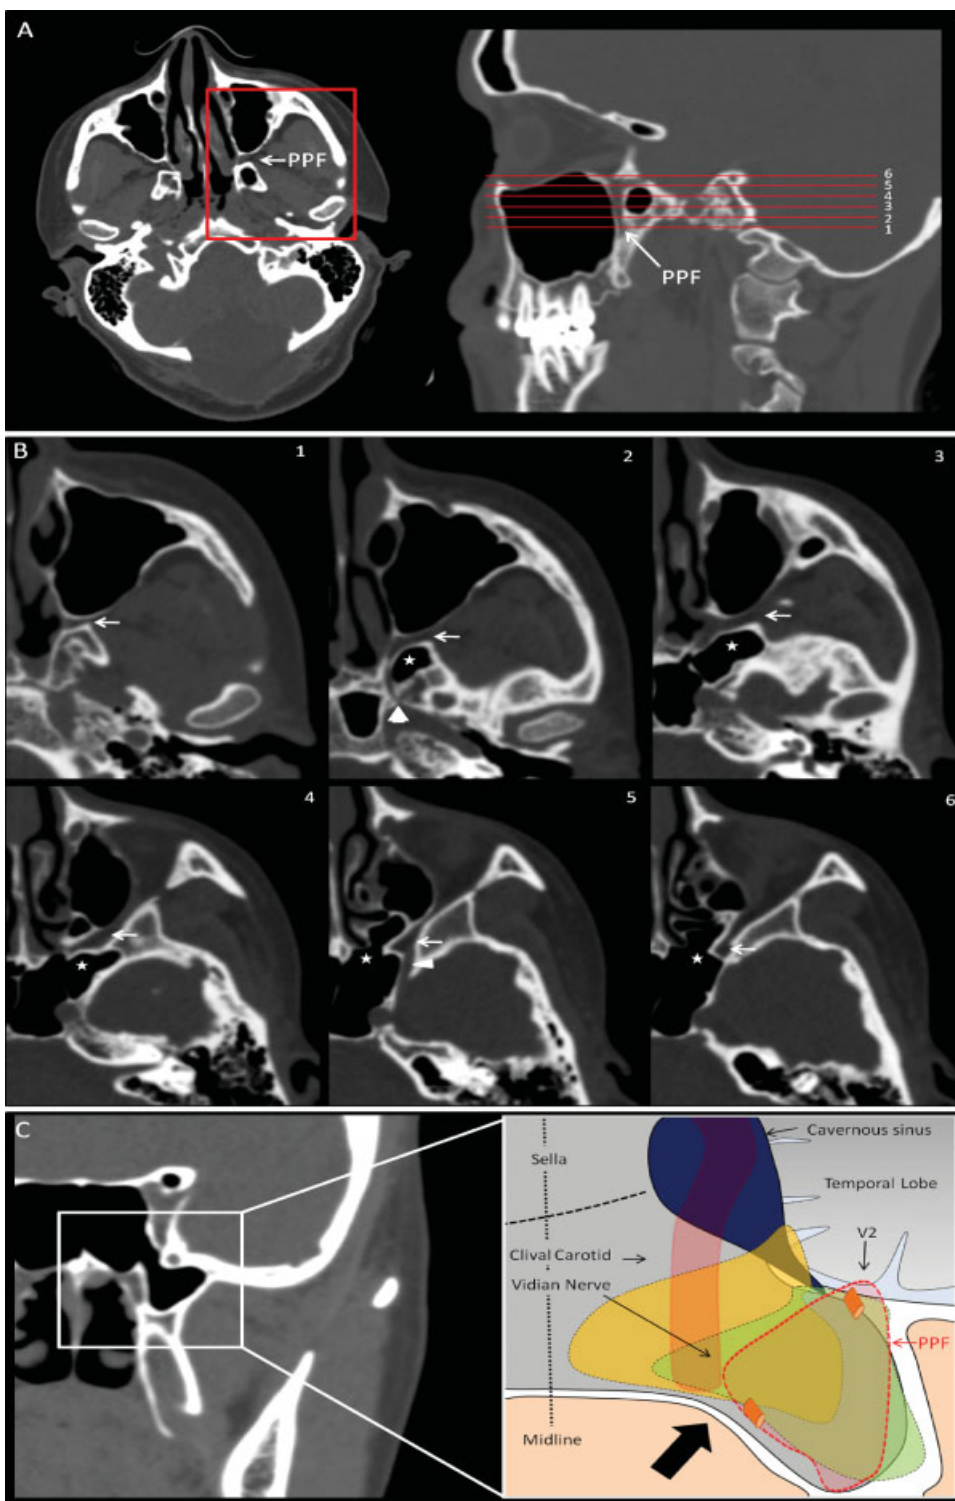 A
PPF
6
5
4
3
2
1
PPF
B
1
2
3
4
5
6
C
Cavernous sinus
Sella
Temporal Lobe
V2
Clival Carotid
Vidian Nerve
PPF
Midline